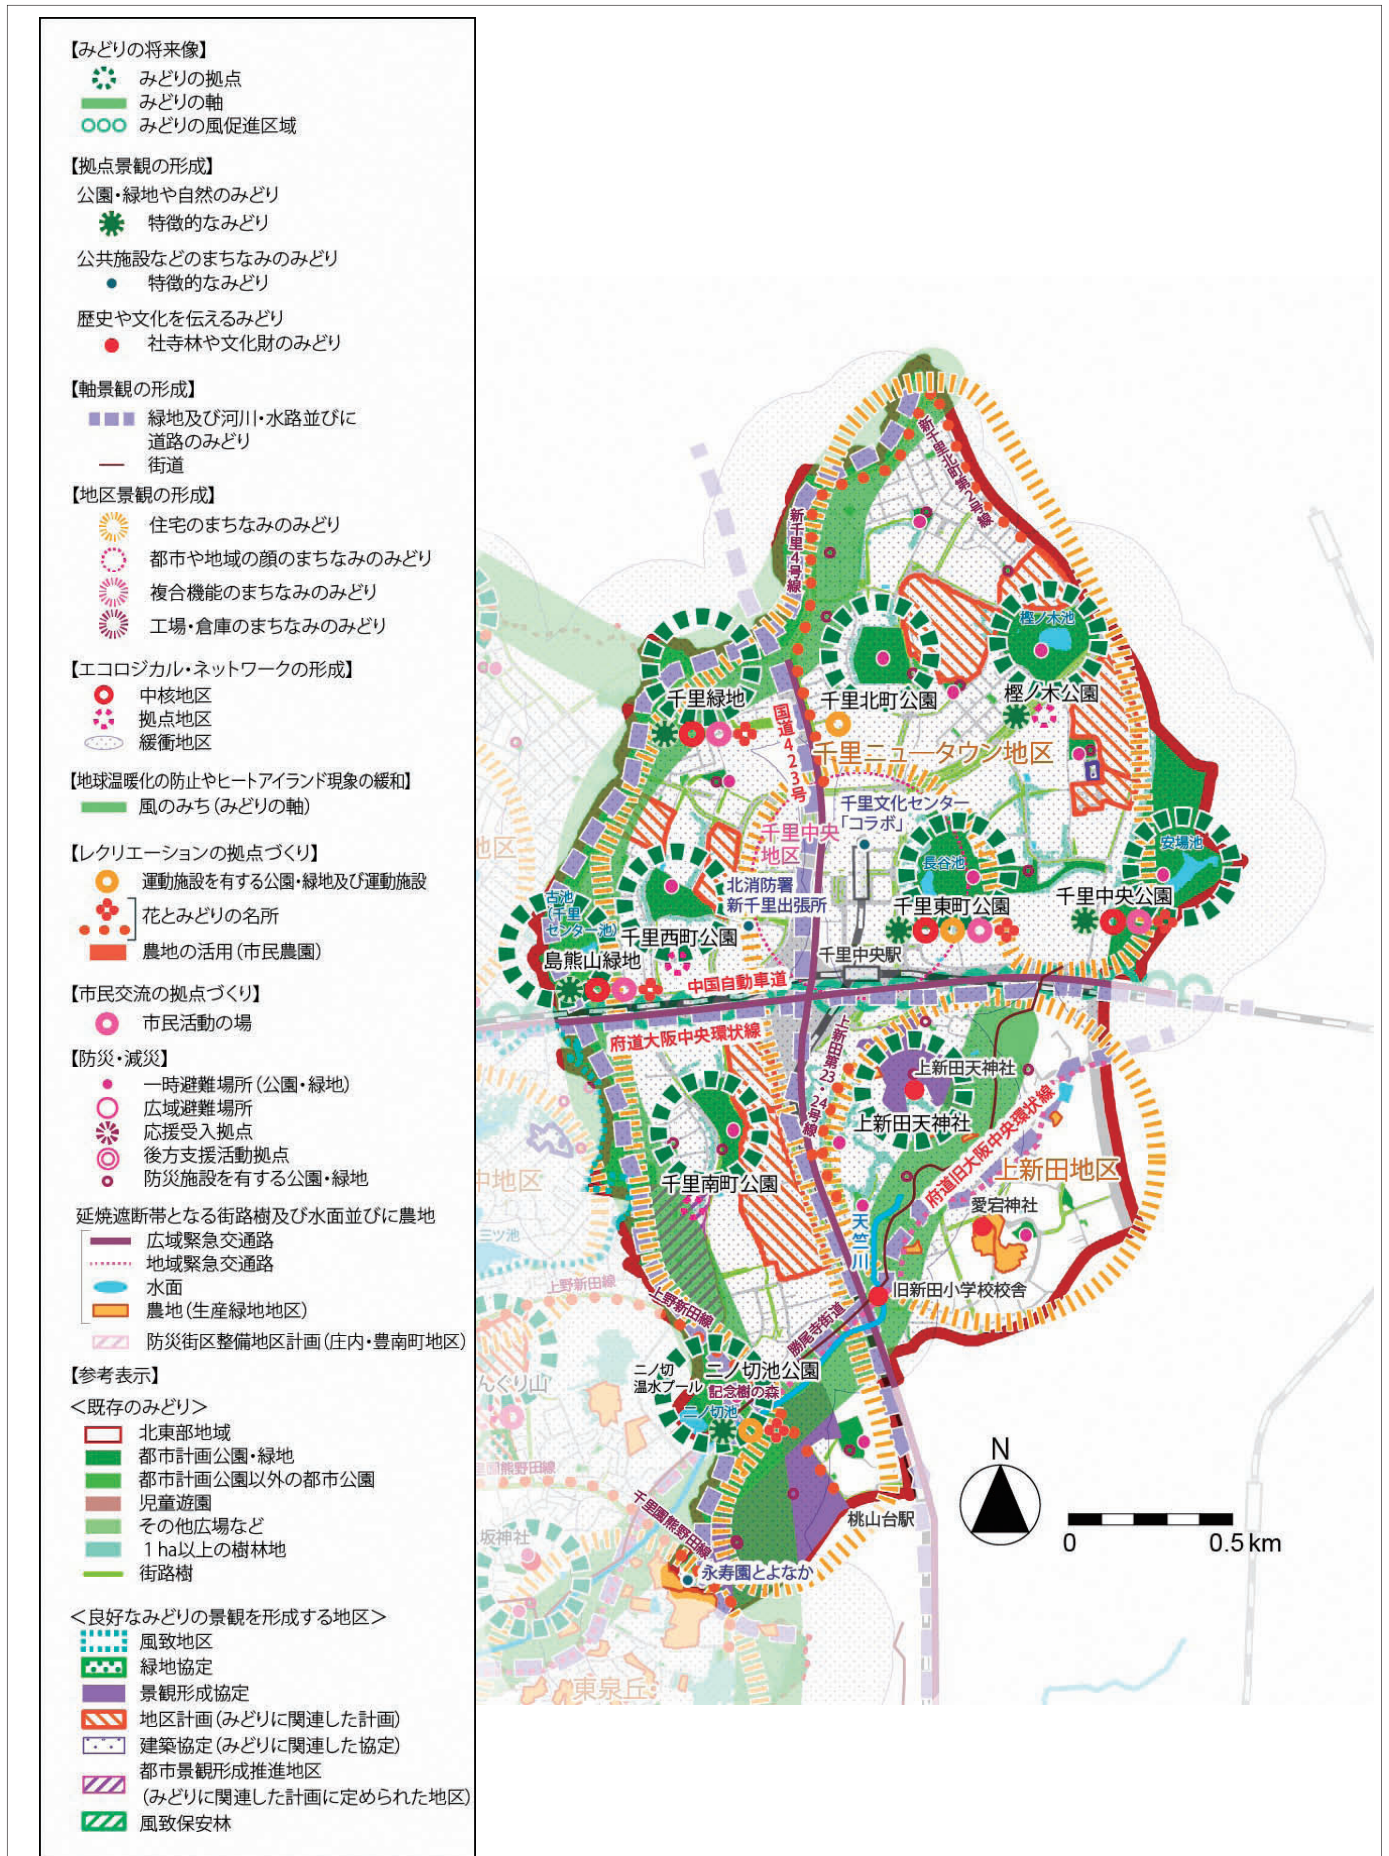 【みどりの将来像】
みどりの拠点
みどりの軸
みどりの風促進区域
【拠点景観の形成】
公園・緑地や自然のみどり
特徴的なみどり
公共施設などのまちなみのみどり
特徴的なみどり
歴史や文化を伝えるみどり
社寺林や文化財のみどり
【軸景観の形成】
緑地及び河川・水路並びに
道路のみどり
街道
【地区景観の形成】
住宅のまちなみのみどり
都市や地域の顔のまちなみのみどり
複合機能のまちなみのみどり
工場・倉庫のまちなみのみどり
【エコロジカル・ネットワークの形成】
中核地区
拠点地区
緩衝地区
【地球温暖化の防止やヒートアイランド現象の緩和】
風のみち(みどりの軸)
【レクリエーションの拠点づくり】
運動施設を有する公園・緑地及び運動施設
花とみどりの名所
農地の活用(市民農園)
【市民交流の拠点づくり】
市民活動の場
【防災・減災】
一時避難場所(公園・緑地)
広域避難場所
応援受入拠点
後方支援活動拠点
防災施設を有する公園・緑地
延焼遮断帯となる街路樹及び水面並びに農地
広域緊急交通路
地域緊急交通路
水面
農地(生産緑地地区)
防災街区整備地区計画(庄内・豊南町地区)
【参考表示】
<既存のみどり>
北東部地域
都市計画公園・緑地
都市計画公園以外の都市公園
児童遊園
その他広場など
1ha以上の樹林地
街路樹
<良好なみどりの景観を形成する地区>
風致地区
緑地協定
景観形成協定
地区計画(みどりに関連した計画)
建築協定(みどりに関連した協定)
都市景観形成推進地区
(みどりに関連した計画に定められた地区)
風致保安林
新千里北町第2号線
新千里4号線
樫ノ木池
千里緑地
千里北町公園
樫ノ木公園
国道423号
千里ニュータウン地区
千里文化センター
「コラボ」
千里中央
地区
地区
長谷池
安場池
北消防署
新千里出張所
古池
(千里
センター池)
千里西町公園
千里東町公園
千里中央公園
島熊山緑地
千里中央駅
中国自動車道
府道大阪中央環状線
上新田第23・24号線
上新田天神社
上新田天神社
府道旧大阪中央環状線
上新田地区
中地区
千里南町公園
愛宕神社
天竺川
三ツ池
上野新田線
旧新田小学校校舎
上野新田線
勝尾寺街道
二ノ切
温水プール
二ノ切池公園
記念樹の森
二ノ切池
んぐり山
園熊野田線
千里園熊野田線
桃山台駅
坂神社
永寿園とよなか
東泉丘
N
0
0.5 km